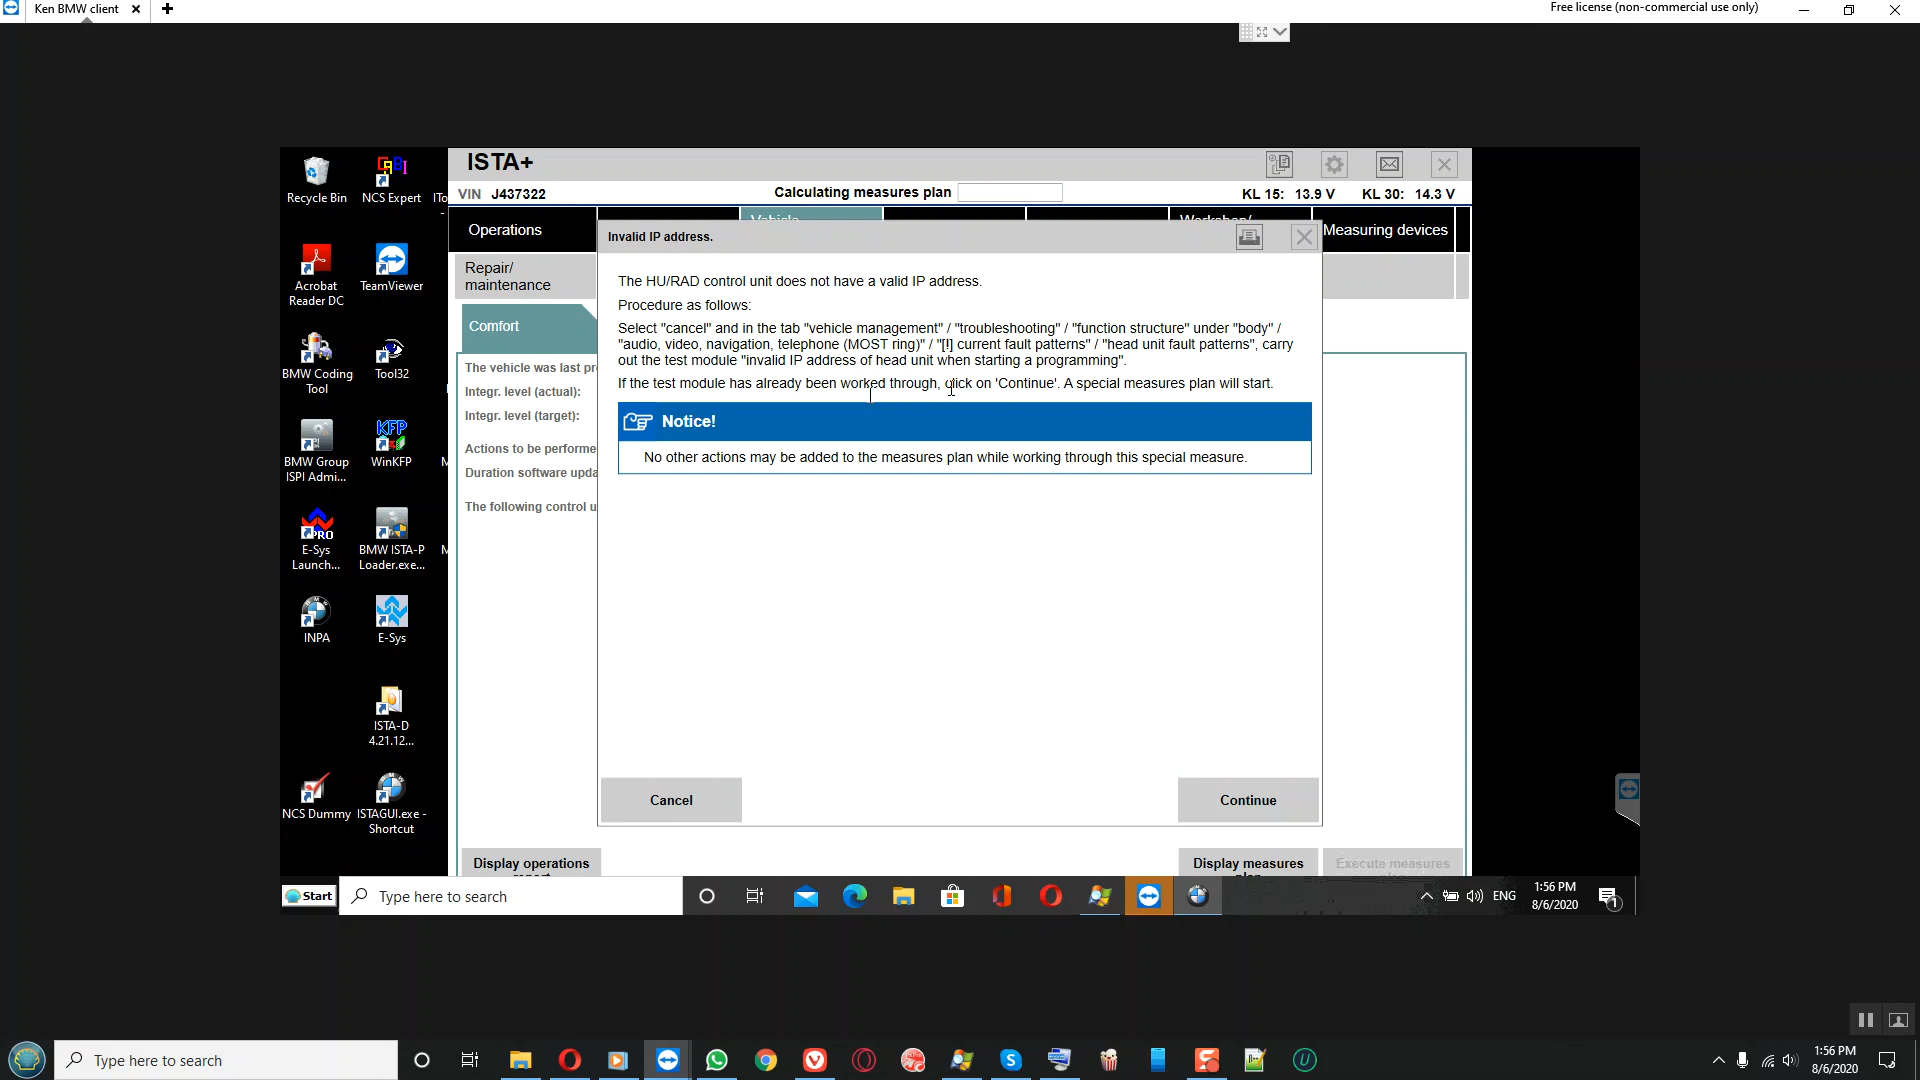 Ken BMW client
Free license (non-commercial use only)
ISTA+
VIN J437322
Calculating measures plan
KL 15: 13.9 V KL 30: 14.3 V
Operations
Measuring devices
Invalid IP address.
Repair/
maintenance
Comfort
The vehicle was last pr
Integr. level (actual):
Integr. level (target):
Actions to be performe
Duration software upda
The following control u
The HU/RAD control unit does not have a valid IP address.
Procedure as follows:
Select "cancel" and in the tab "vehicle management" / "troubleshooting" / "function structure" under "body" /
"audio, video, navigation, telephone (MOST ring)" / "[!] current fault patterns" / "head unit fault patterns", carry
out the test module "invalid IP address of head unit when starting a programming".
If the test module has already been worked through, click on 'Continue'. A special measures plan will start.
Notice!
No other actions may be added to the measures plan while working through this special measure.
Cancel
Continue
Display operations
Display measures
Execute measures
Recycle Bin
NCS Expert
ITo
Acrobat
Reader DC
TeamViewer
BMW Coding
Tool
Tool32
BMW Group
ISPI Admi...
KFP
WinKFP
PRO
E-Sys
Launch...
BMW ISTA-P
Loader.exe...
INPA
E-Sys
ISTA-D
4.21.12...
NCS Dummy
ISTAGUI.exe -
Shortcut
Start
Type here to search
ENG
1:56 PM
8/6/2020
1
Type here to search
1:56 PM
8/6/2020